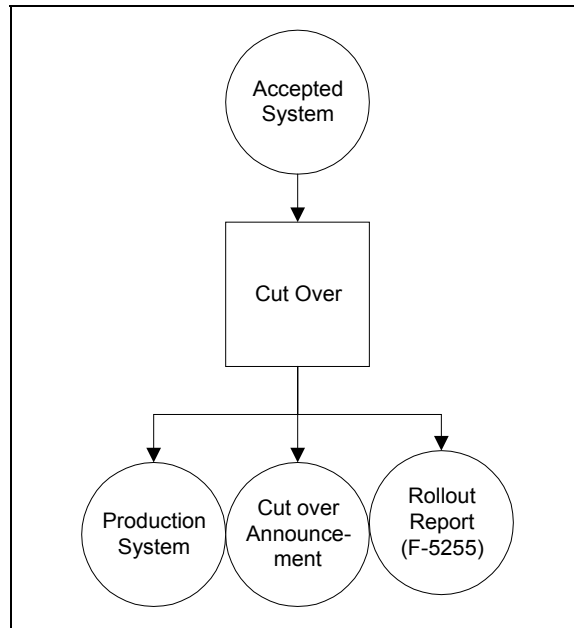 Accepted
System
Cut Over
Production
System
Cut over
Announce-
ment
Rollout
Report
(F-5255)